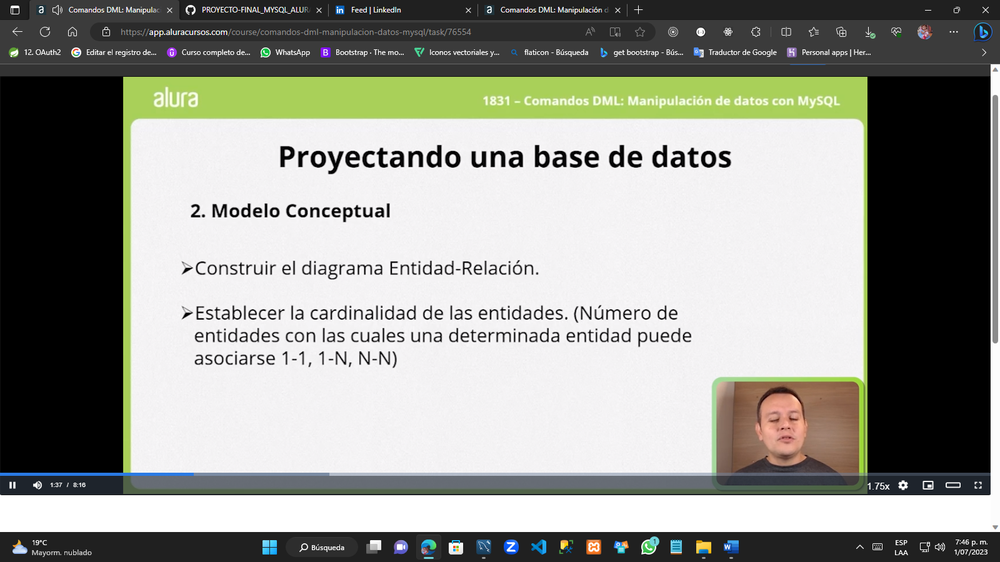 Comandos DML: Manipulac
PROYECTO-FINAL_MYSQL_ALURA
Feed | LinkedIn
Comandos DML: Manipulación d
https://app.aluracursos.com/course/comandos-dml-manipulacion-datos-mysql/task/76554
12. OAuth2
Editar el registro de...
Curso completo de...
WhatsApp
Bootstrap · The mo...
Iconos vectoriales y...
flaticon - Búsqueda
get bootstrap - Bús...
Traductor de Google
Personal apps | Her...
alura
1831 – Comandos DML: Manipulación de datos con MySQL
Proyectando una base de datos
2. Modelo Conceptual
➢Construir el diagrama Entidad-Relación.
➢Establecer la cardinalidad de las entidades. (Número de
entidades con las cuales una determinada entidad puede
asociarse 1-1, 1-N, N-N)
1:37 / 8:16
1.75x
19°C
Mayorm. nublado
Búsqueda
1
ESP
LAA
7:46 p. m.
1/07/2023